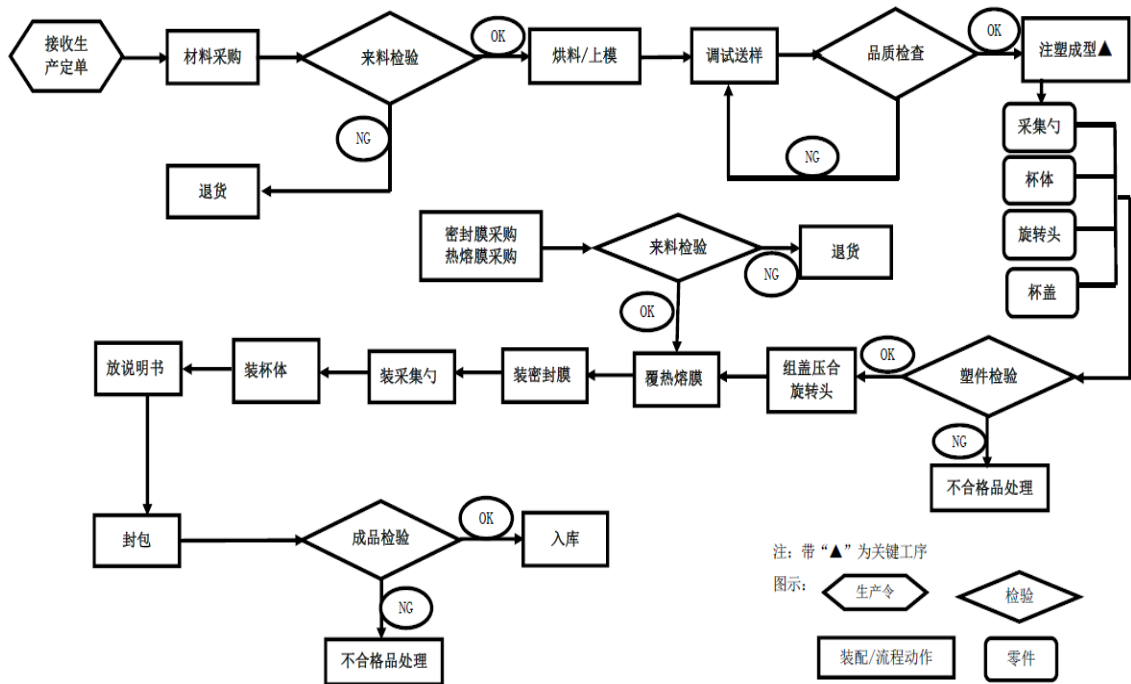 接收生
产定单
材料采购
来料检验
OK
烘料/上模
调试送样
品质检查
OK
注塑成型▲
NG
退货
NG
采集勺
杯体
旋转头
杯盖
密封膜采购
热熔膜采购
来料检验
NG
退货
OK
放说明书
装杯体
装采集勺
装密封膜
覆热熔膜
组盖压合
旋转头
OK
塑件检验
NG
不合格品处理
封包
成品检验
OK
入库
NG
不合格品处理
注：带“▲”为关键工序
图示：
生产令
检验
装配/流程动作
零件